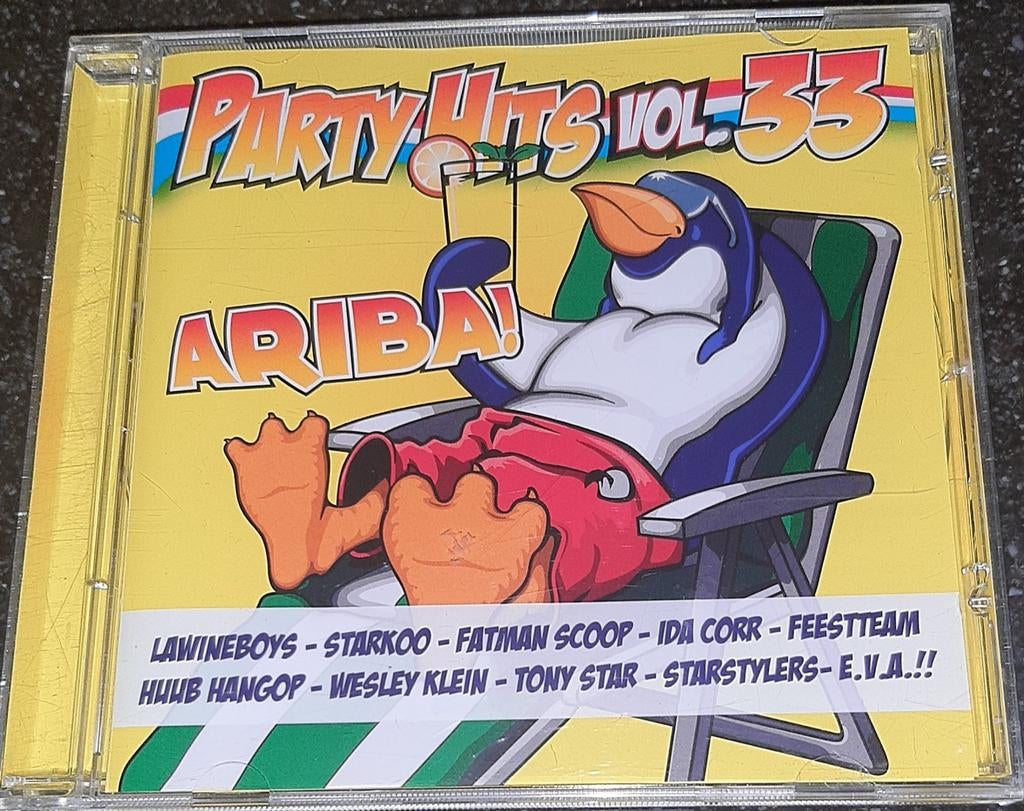 PARTY HITS VOL. 33
ARIBA!
LAWINEBOYS - STARKOO - FATMAN SCOOP - IDA CORR - FEESTTEAM
HUUB HANGOP - WESLEY KLEIN - TONY STAR - STARSTYLERS - E.V.A.!!